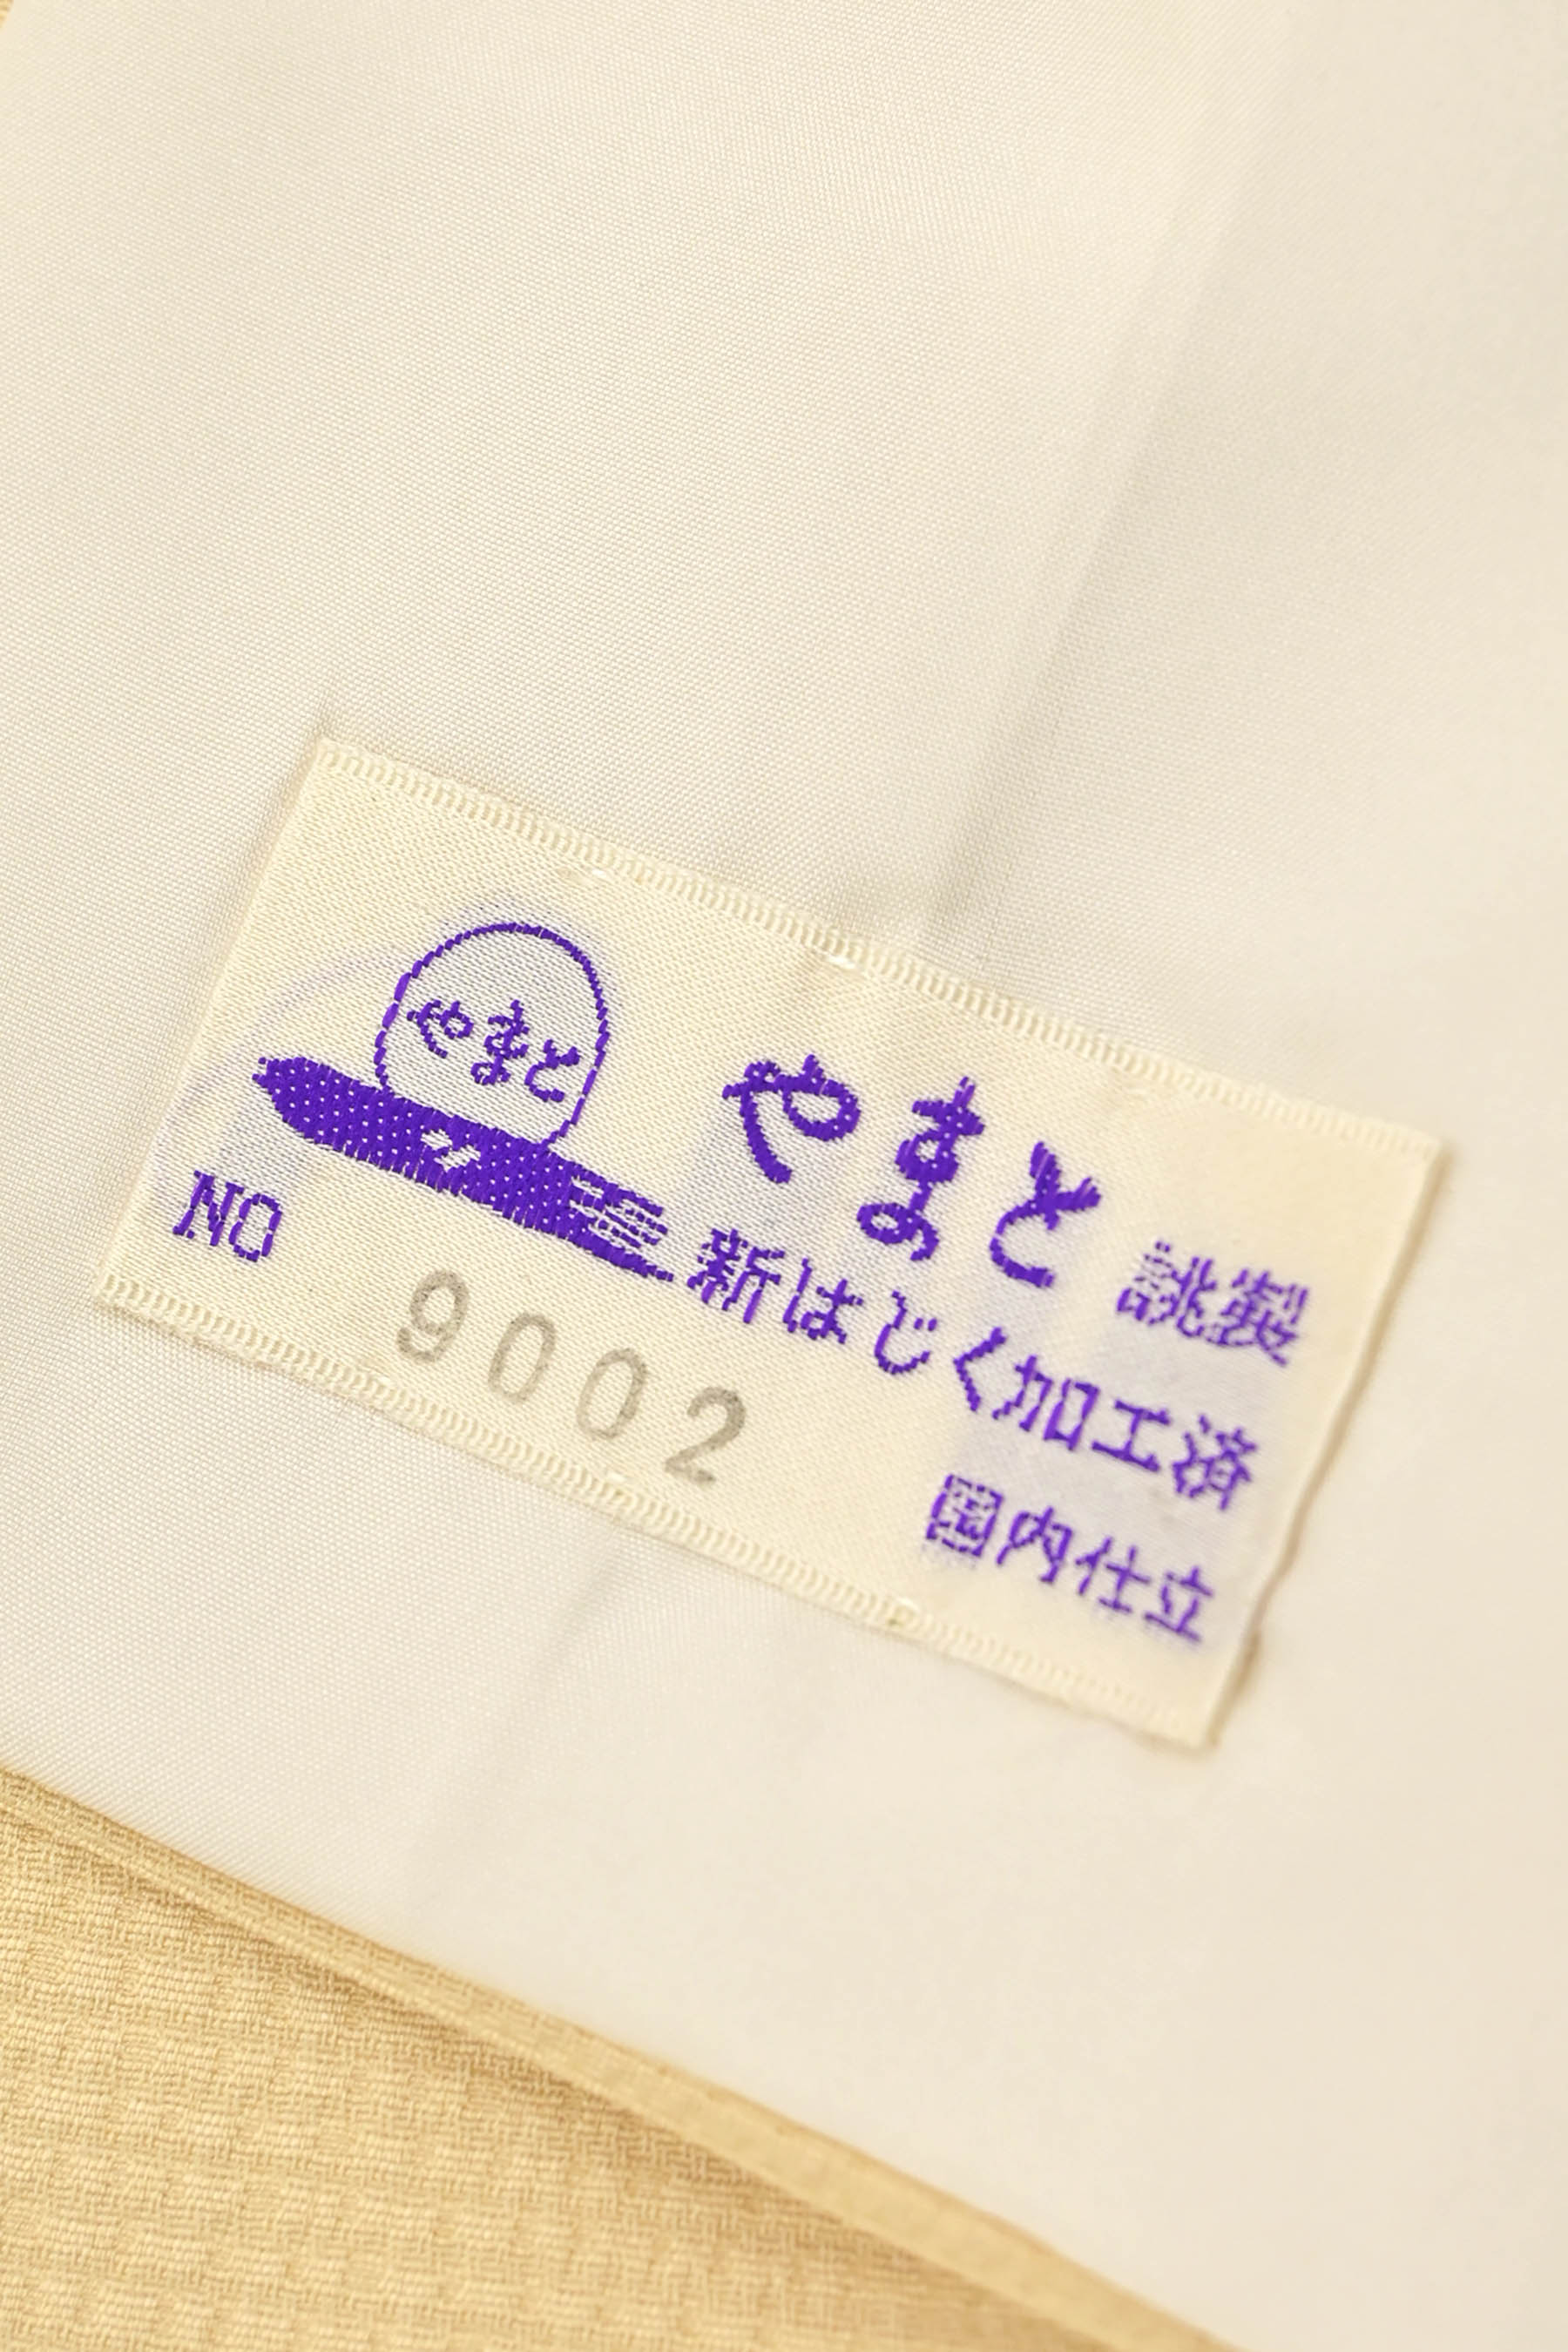 やまと
やまと 誂製
新はじく加工済
国内仕立
NO 9002